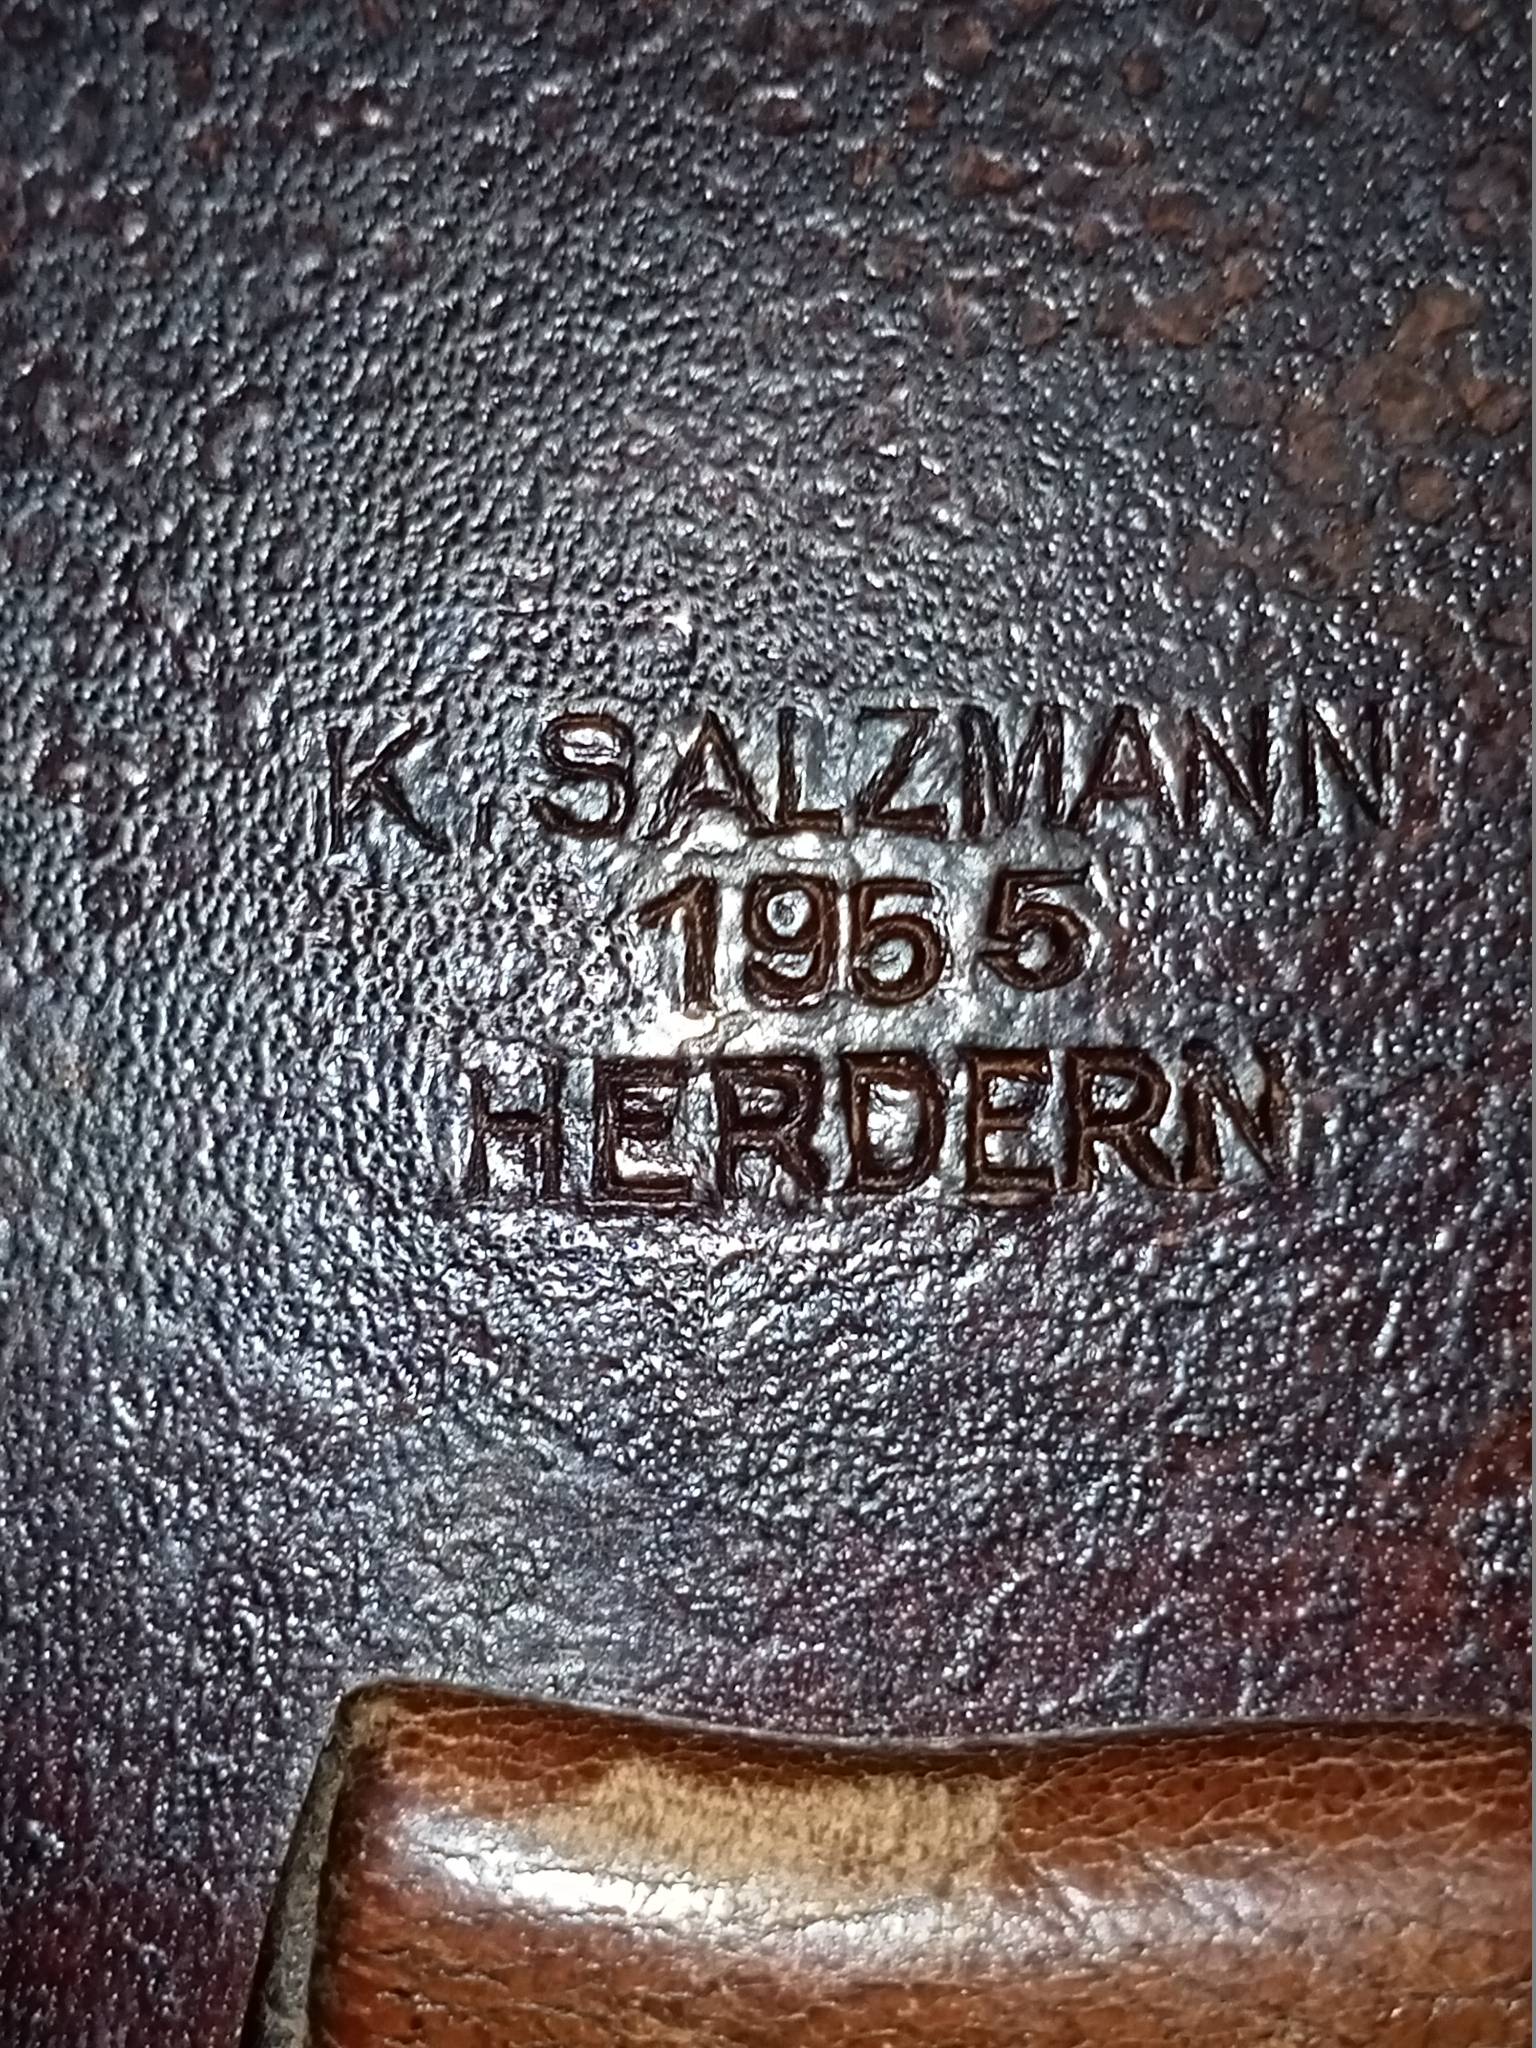 K. SALZMANN
1955
HERDERN